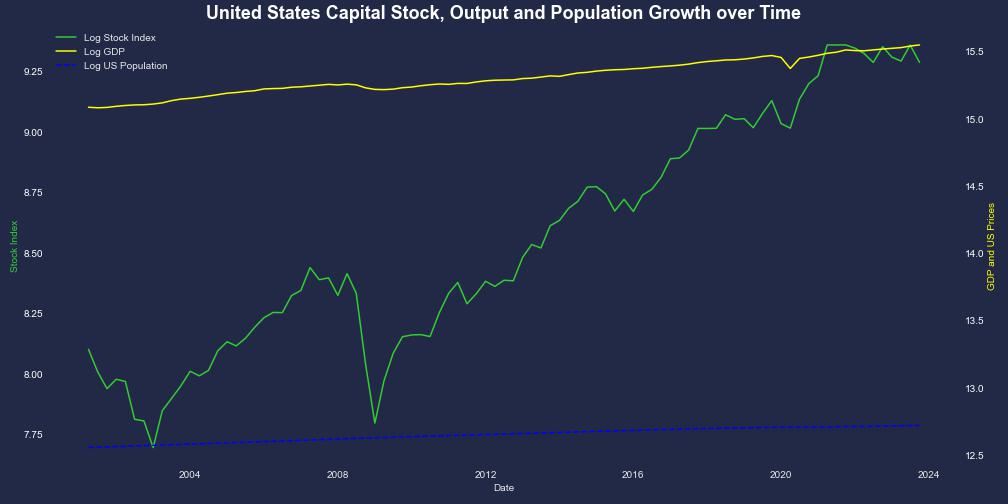 United States Capital Stock, Output and Population Growth over Time
Log Stock Index
Log GDP
Log US Population
9.25
9.00
8.75
8.50
8.25
8.00
7.75
Stock Index
15.5
15.0
14.5
14.0
13.5
13.0
12.5
GDP and US Prices
2004
2008
2012
2016
2020
2024
Date